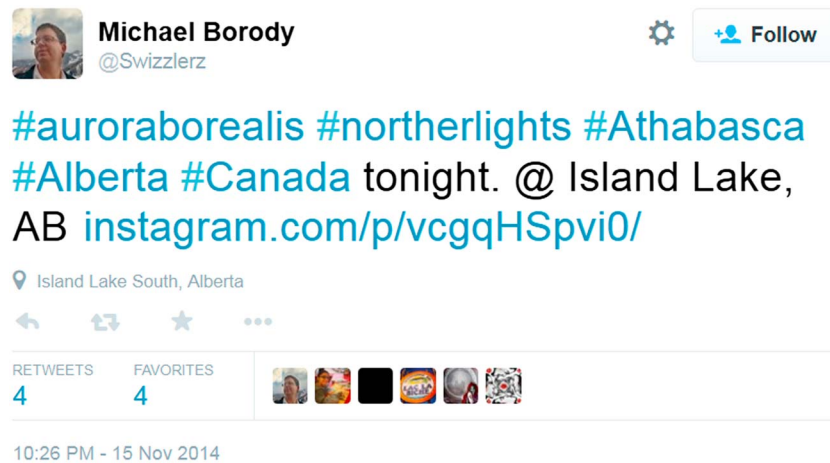 Michael Borody
@Swizzlerz
Follow
#auroraborealis #northerlights #Athabasca
#Alberta #Canada tonight. @ Island Lake,
AB instagram.com/p/vcgqHSpvi0/
Island Lake South, Alberta
RETWEETS FAVORITES
4 4
10:26 PM - 15 Nov 2014